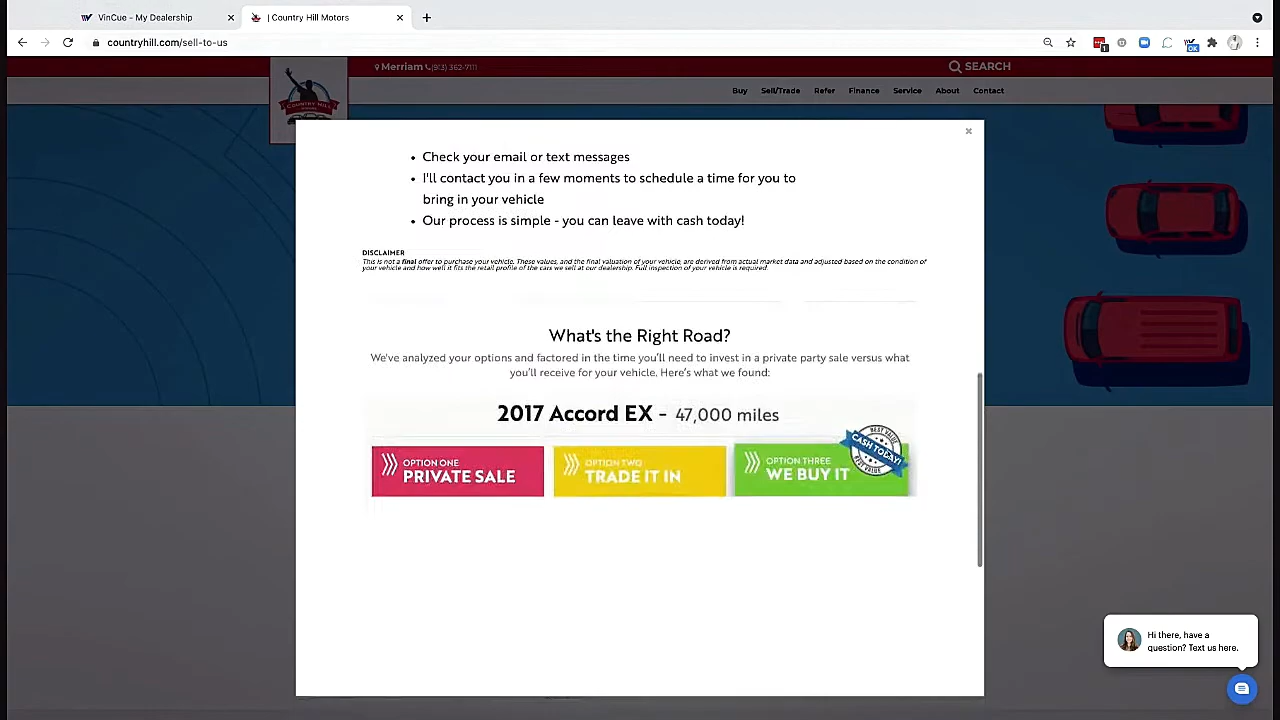 VinCue - My Dealership
| Country Hill Motors
countryhill.com/sell-to-us
Merriam (913) 362-7111
SEARCH
COUNTRY HILL
Buy Sell/Trade Refer Finance Service About Contact
Check your email or text messages
I'll contact you in a few moments to schedule a time for you to
bring in your vehicle
Our process is simple - you can leave with cash today!
DISCLAIMER
This is not a final offer to purchase your vehicle. These values, and the final valuation of your vehicle, are derived from actual market data and adjusted based on the condition of
your vehicle and how well it fits the retail profile of the cars we sell at our dealership. Full inspection of your vehicle is required.
What's the Right Road?
We've analyzed your options and factored in the time you'll need to invest in a private party sale versus what
you'll receive for your vehicle. Here's what we found:
2017 Accord EX - 47,000 miles
OPTION ONE
PRIVATE SALE
OPTION TWO
TRADE IT IN
OPTION THREE
WE BUY IT
BEST VALUE
CASH TODAY!
BEST VALUE
Hi there, have a
question? Text us here.